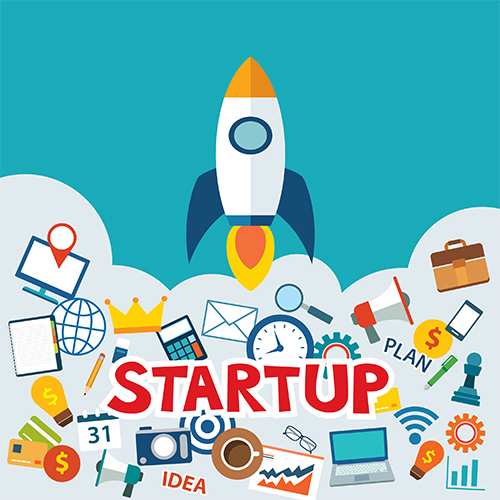 PLAN
STARTUP
31
IDEA
$
$